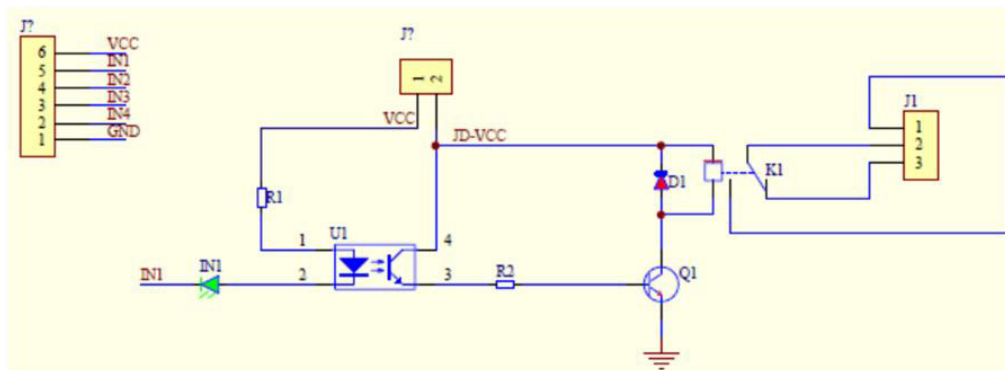 J?
6 VCC
5 IN1
4 IN2
3 IN3
2 IN4
1 GND
J?
1 2
VCC
JD-VCC
R1
U1
1
2
4
3
IN1
IN1
R2
D1
Q1
K1
J1
1
2
3